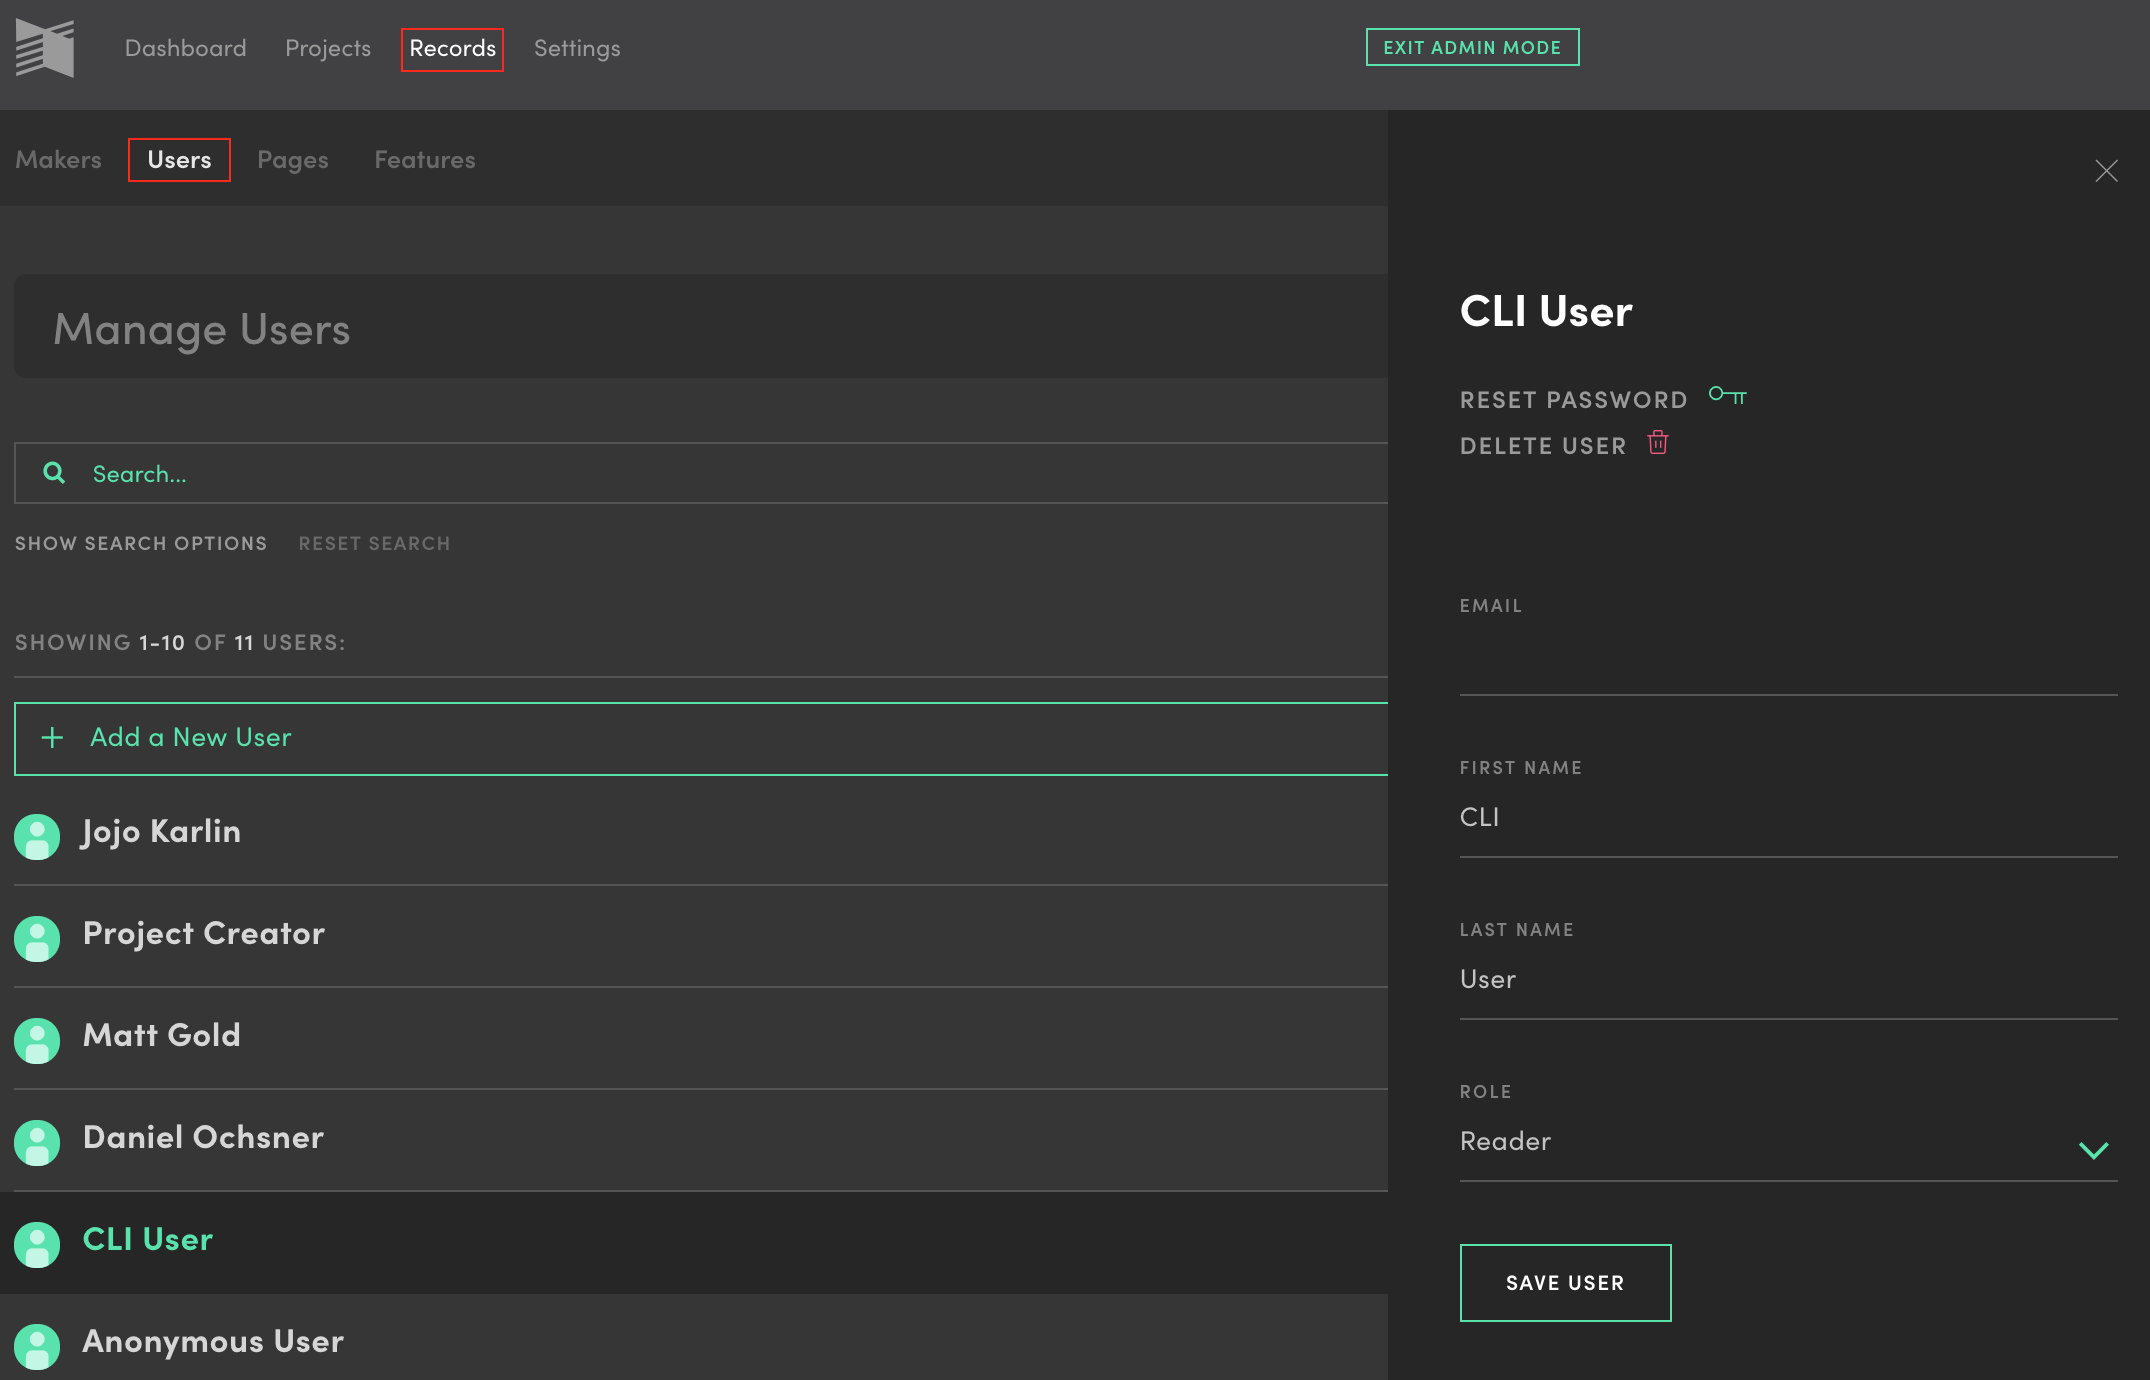 Dashboard Projects Records Settings EXIT ADMIN MODE
Makers Users Pages Features
Manage Users
Search...
SHOW SEARCH OPTIONS RESET SEARCH
SHOWING 1-10 OF 11 USERS:
Add a New User
Jojo Karlin
Project Creator
Matt Gold
Daniel Ochsner
CLI User
Anonymous User
CLI User
RESET PASSWORD
DELETE USER
EMAIL
FIRST NAME
CLI
LAST NAME
User
ROLE
Reader
SAVE USER